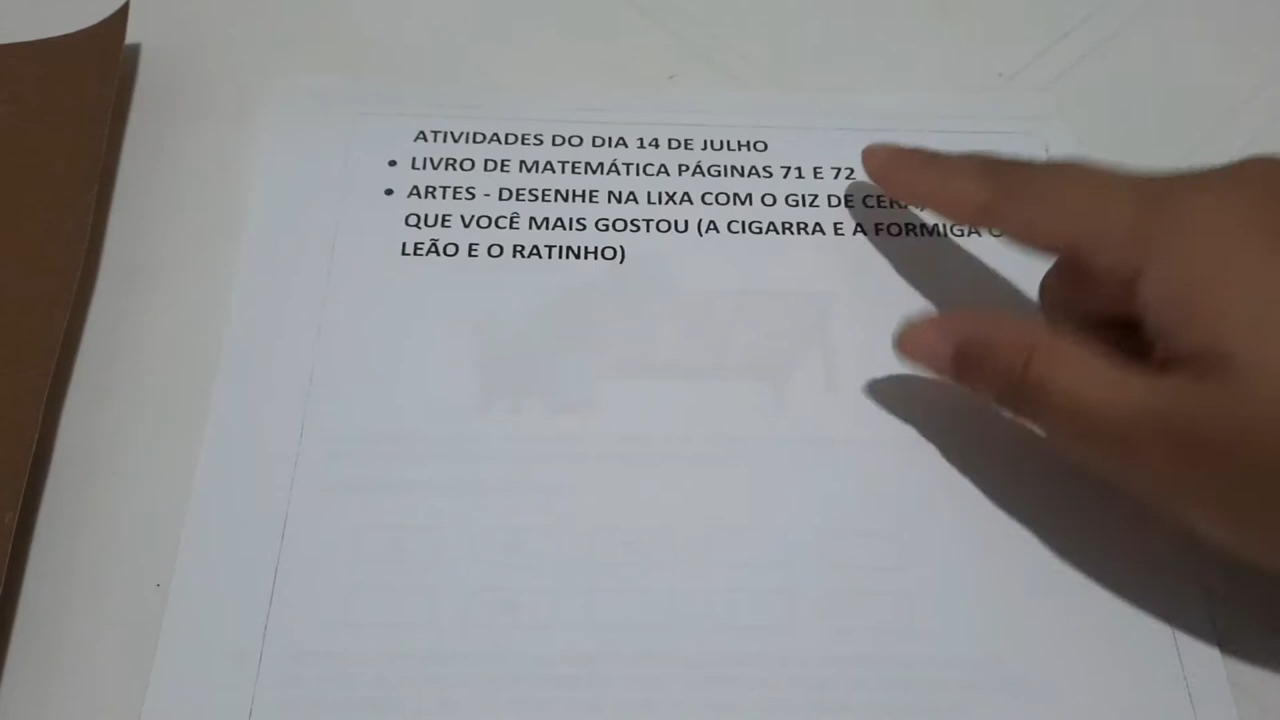 ATIVIDADES DO DIA 14 DE JULHO
• LIVRO DE MATEMÁTICA PÁGINAS 71 E 72
• ARTES - DESENHE NA LIXA COM O GIZ DE
QUE VOCÊ MAIS GOSTOU (A CIGARRA E A FORMIGA O
LEÃO E O RATINHO)